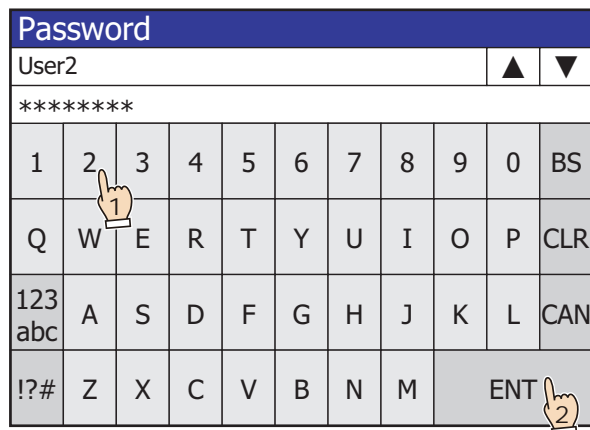 Password
User2 ▲ ▼
********
1 2 3 4 5 6 7 8 9 0 BS
1
Q W E R T Y U I O P CLR
123 abc A S D F G H J K L CAN
!?# Z X C V B N M ENT
2